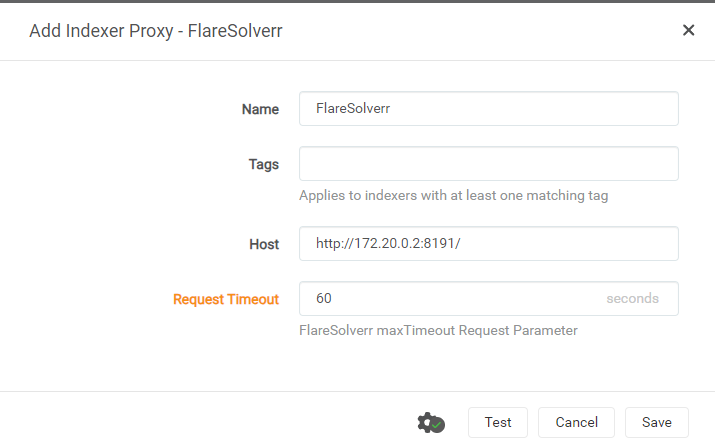 Add Indexer Proxy - FlareSolverr
Name
FlareSolverr
Tags
Applies to indexers with at least one matching tag
Host
http://172.20.0.2:8191/
Request Timeout
60 seconds
FlareSolverr maxTimeout Request Parameter
Test Cancel Save